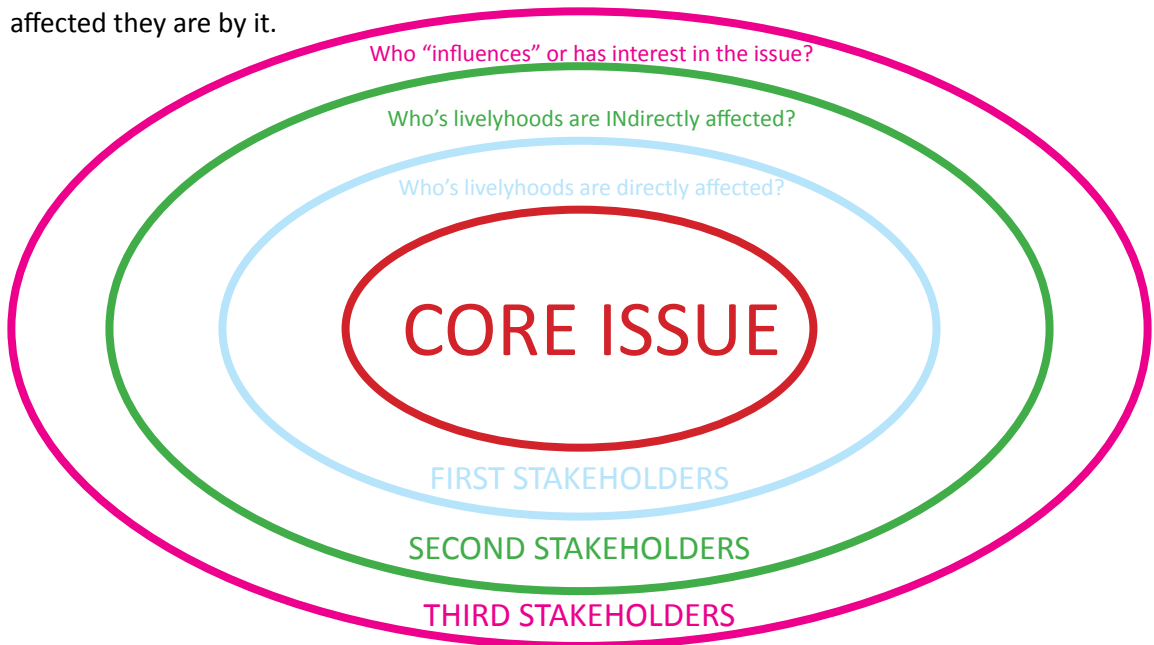 affected they are by it.
Who “influences” or has interest in the issue?
Who’s livelyhoods are INdirectly affected?
Who’s livelyhoods are directly affected?
CORE ISSUE
FIRST STAKEHOLDERS
SECOND STAKEHOLDERS
THIRD STAKEHOLDERS